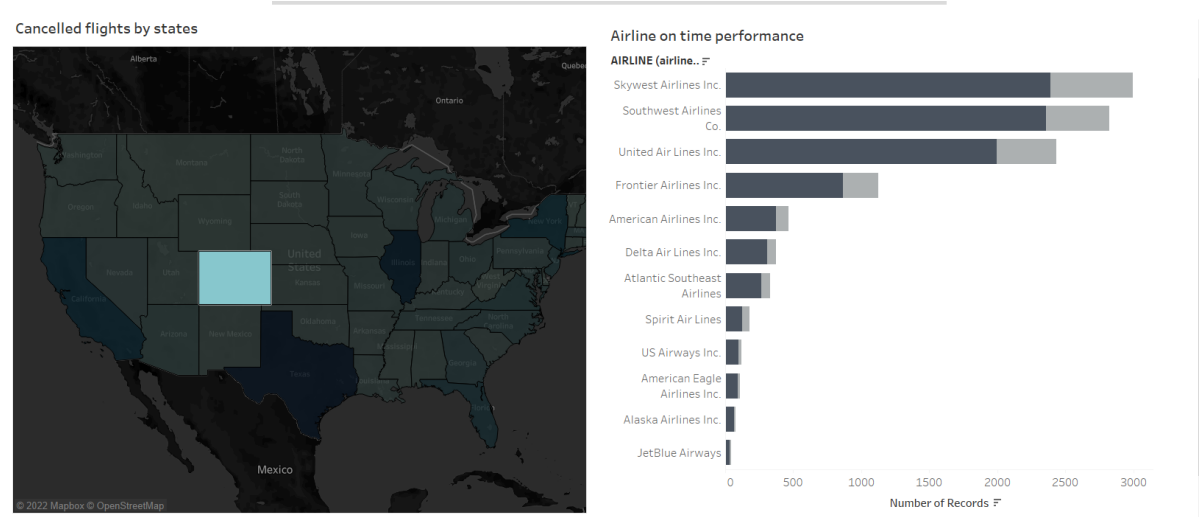 Cancelled flights by states
Alberta
Quebe
Ontario
Washington
Montana
North
Dakota
Minnesota
Oregon
Idaho
South
Dakota
Wisconsin
Michigan
Wyoming
New York
Iowa
Pennsylvania
Nevada
Utah
United
States
Illinois
Indiana
Ohio
California
Kansas
Missouri
West
Virginia
Kentucky
Arizona
New Mexico
Oklahoma
Arkansas
Tennessee
North
Carolina
Mississippi
Georgia
Texas
Louisiana
Mexico
© 2022 Mapbox © OpenStreetMap
Airline on time performance
AIRLINE (airline..
Skywest Airlines Inc.
Southwest Airlines
Co.
United Air Lines Inc.
Frontier Airlines Inc.
American Airlines Inc.
Delta Air Lines Inc.
Atlantic Southeast
Airlines
Spirit Air Lines
US Airways Inc.
American Eagle
Airlines Inc.
Alaska Airlines Inc.
JetBlue Airways
0 500 1000 1500 2000 2500 3000
Number of Records